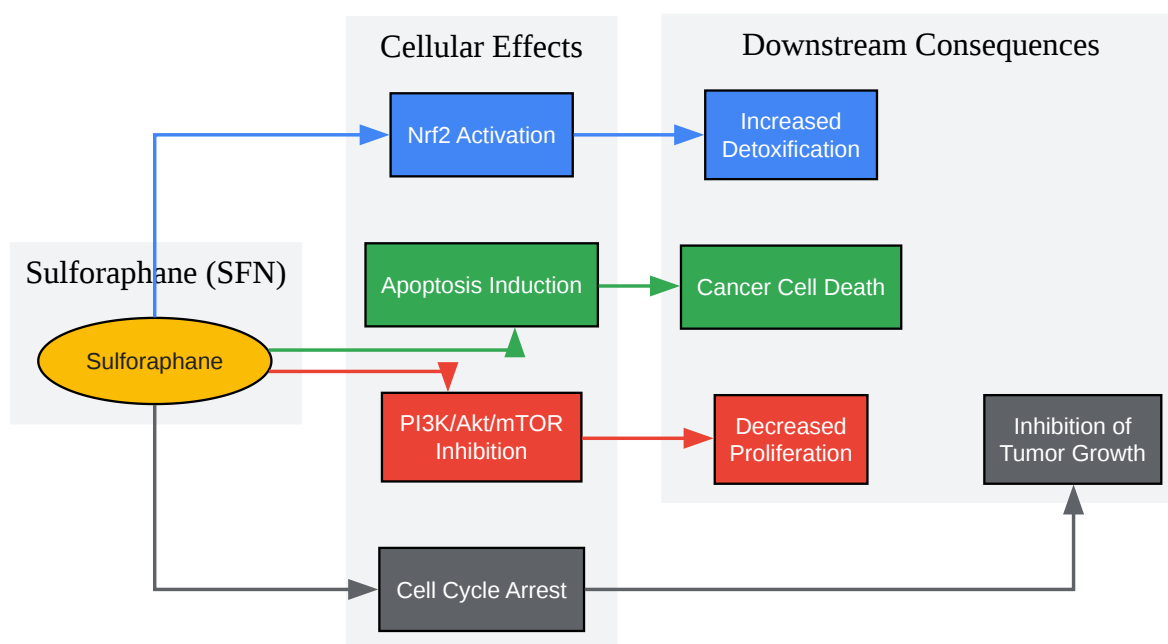 Cellular Effects
Downstream Consequences
Nrf2 Activation
Increased
Detoxification
Sulforaphane (SFN)
Apoptosis Induction
Cancer Cell Death
Sulforaphane
PI3K/Akt/mTOR
Inhibition
Decreased
Proliferation
Inhibition of
Tumor Growth
Cell Cycle Arrest